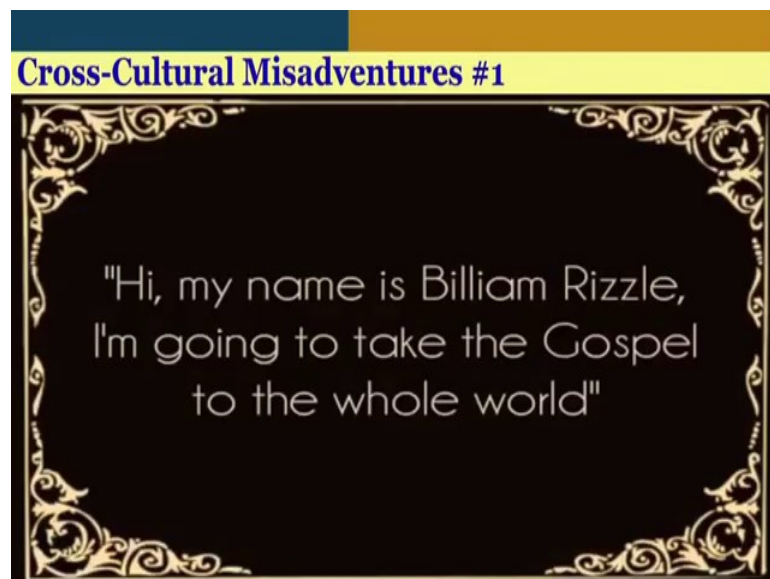 Cross-Cultural Misadventures #1
"Hi, my name is Billiam Rizzle,
I'm going to take the Gospel
to the whole world"